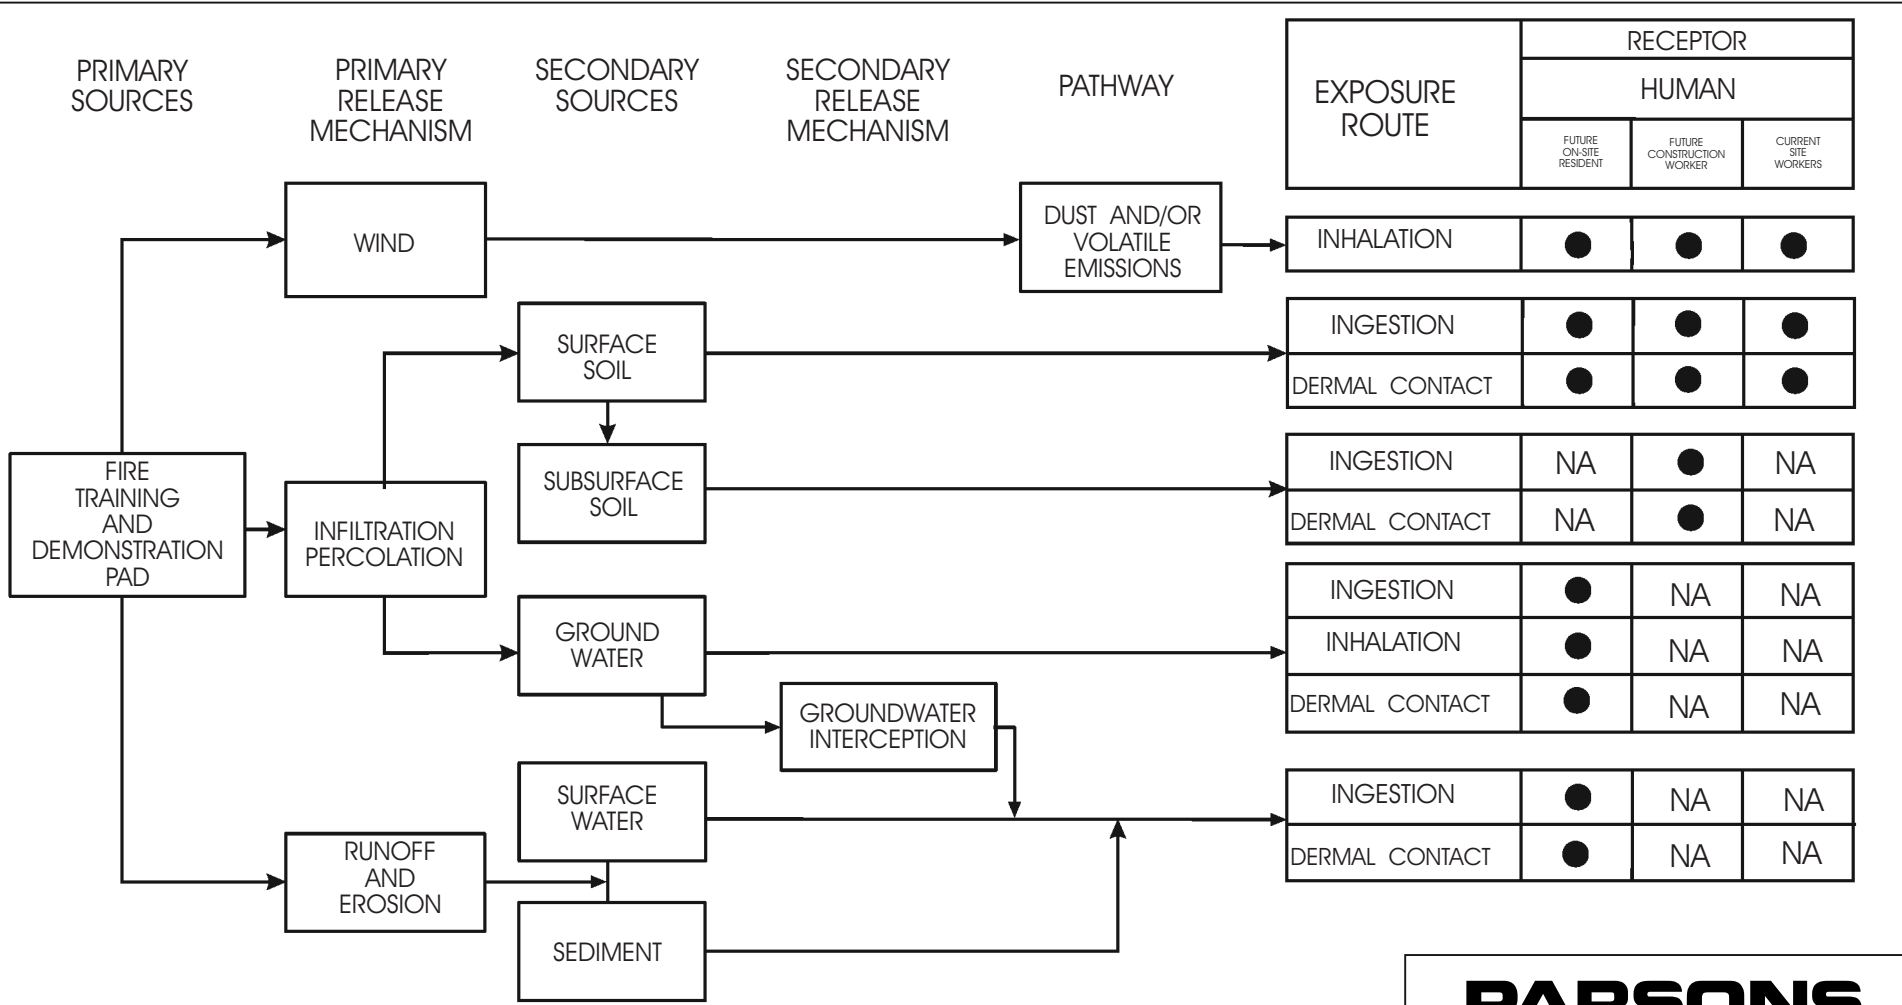 PRIMARY
SOURCES
PRIMARY
RELEASE
MECHANISM
SECONDARY
SOURCES
SECONDARY
RELEASE
MECHANISM
PATHWAY
EXPOSURE
ROUTE
RECEPTOR
HUMAN
FUTURE
ON-SITE
RESIDENT
FUTURE
CONSTRUCTION
WORKER
CURRENT
SITE
WORKERS
WIND
DUST AND/OR
VOLATILE
EMISSIONS
INHALATION
SURFACE
SOIL
INGESTION
DERMAL CONTACT
FIRE
TRAINING
AND
DEMONSTRATION
PAD
INFILTRATION
PERCOLATION
SUBSURFACE
SOIL
INGESTION NA NA
DERMAL CONTACT NA NA
GROUND
WATER
INGESTION NA NA
INHALATION NA NA
DERMAL CONTACT NA NA
GROUNDWATER
INTERCEPTION
SURFACE
WATER
INGESTION NA NA
DERMAL CONTACT NA NA
RUNOFF
AND
EROSION
SEDIMENT
PARSONS